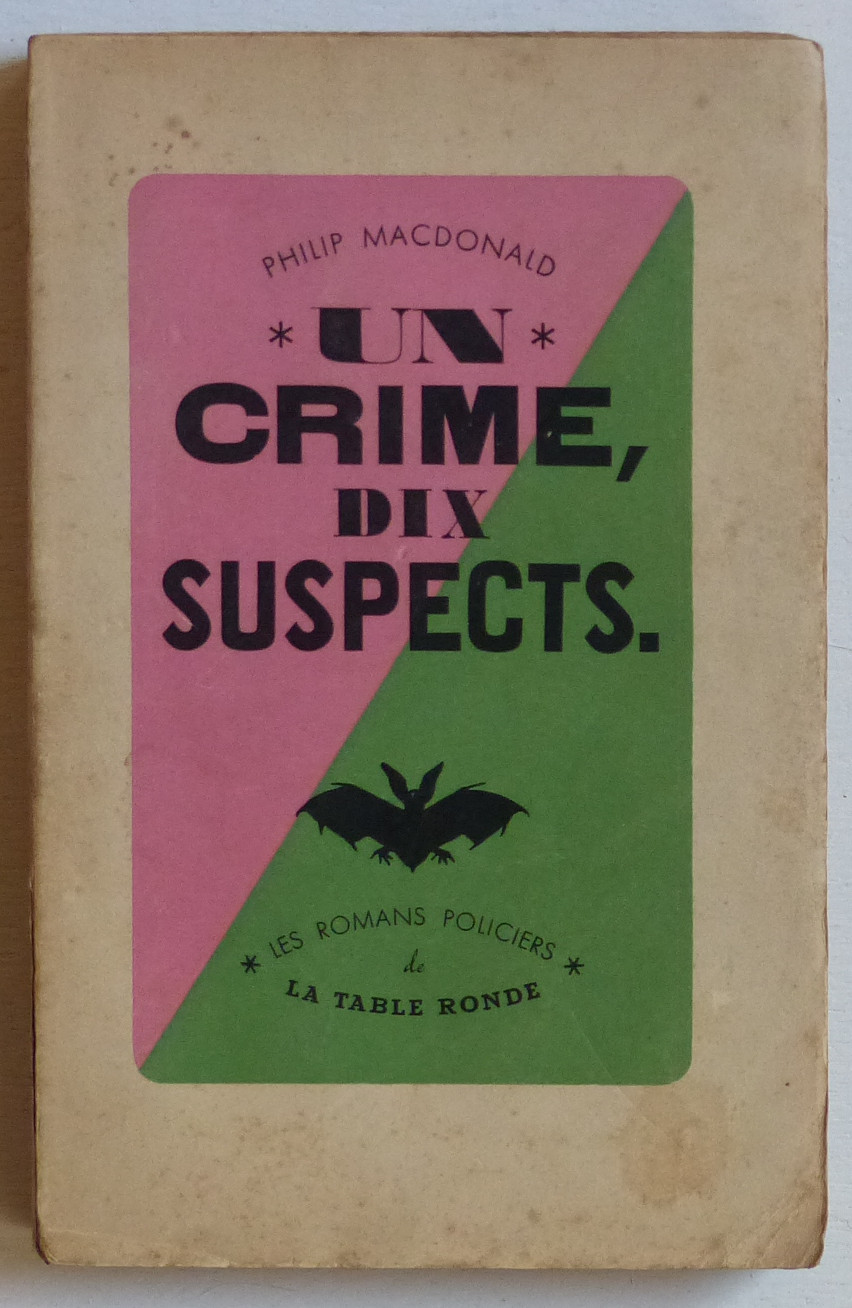 PHILIP MACDONALD
* UN *
CRIME,
DIX
SUSPECTS.
* LES ROMANS POLICIERS *
de
LA TABLE RONDE